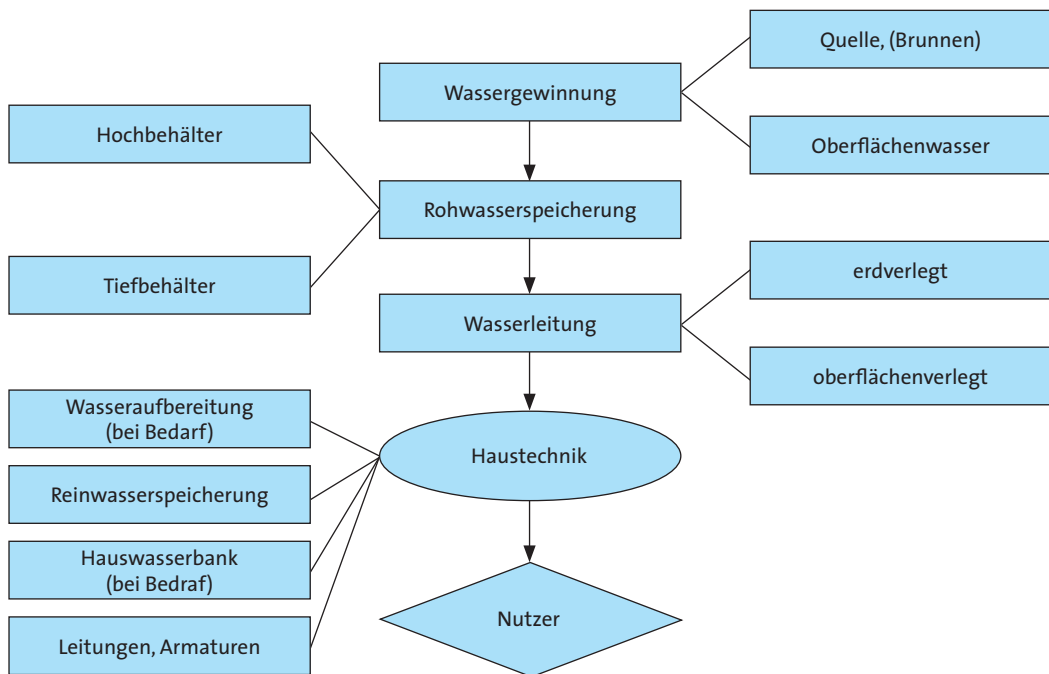 Quelle, (Brunnen)
Wassergewinnung
Hochbehälter
Oberflächenwasser
Rohwasserspeicherung
Tiefbehälter
erdverlegt
Wasserleitung
oberflächenverlegt
Wasseraufbereitung
(bei Bedarf)
Haustechnik
Reinwasserspeicherung
Hauswasserbank
(bei Bedraf)
Nutzer
Leitungen, Armaturen